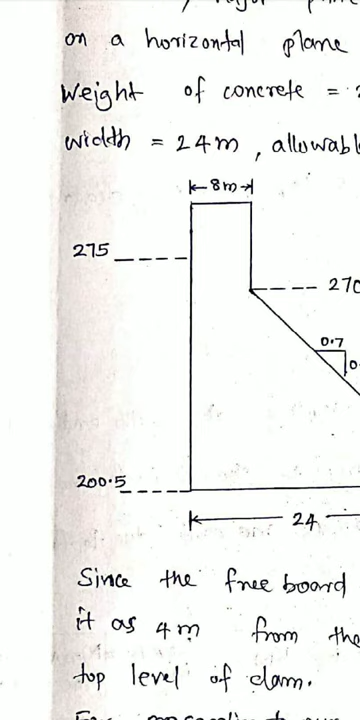 on a horizontal plane
Weight of concrete =
width = 24m , allowabl
8m
275
270
0.7
0.
200.5
24
Since the free board
it as 4m from the
top level of dam.